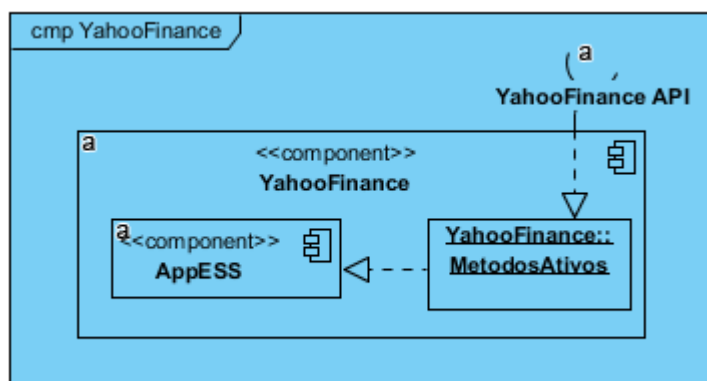 cmp YahooFinance
a
YahooFinance API
a
<<component>>
YahooFinance
a
<<component>>
AppESS
YahooFinance::
MetodosAtivos